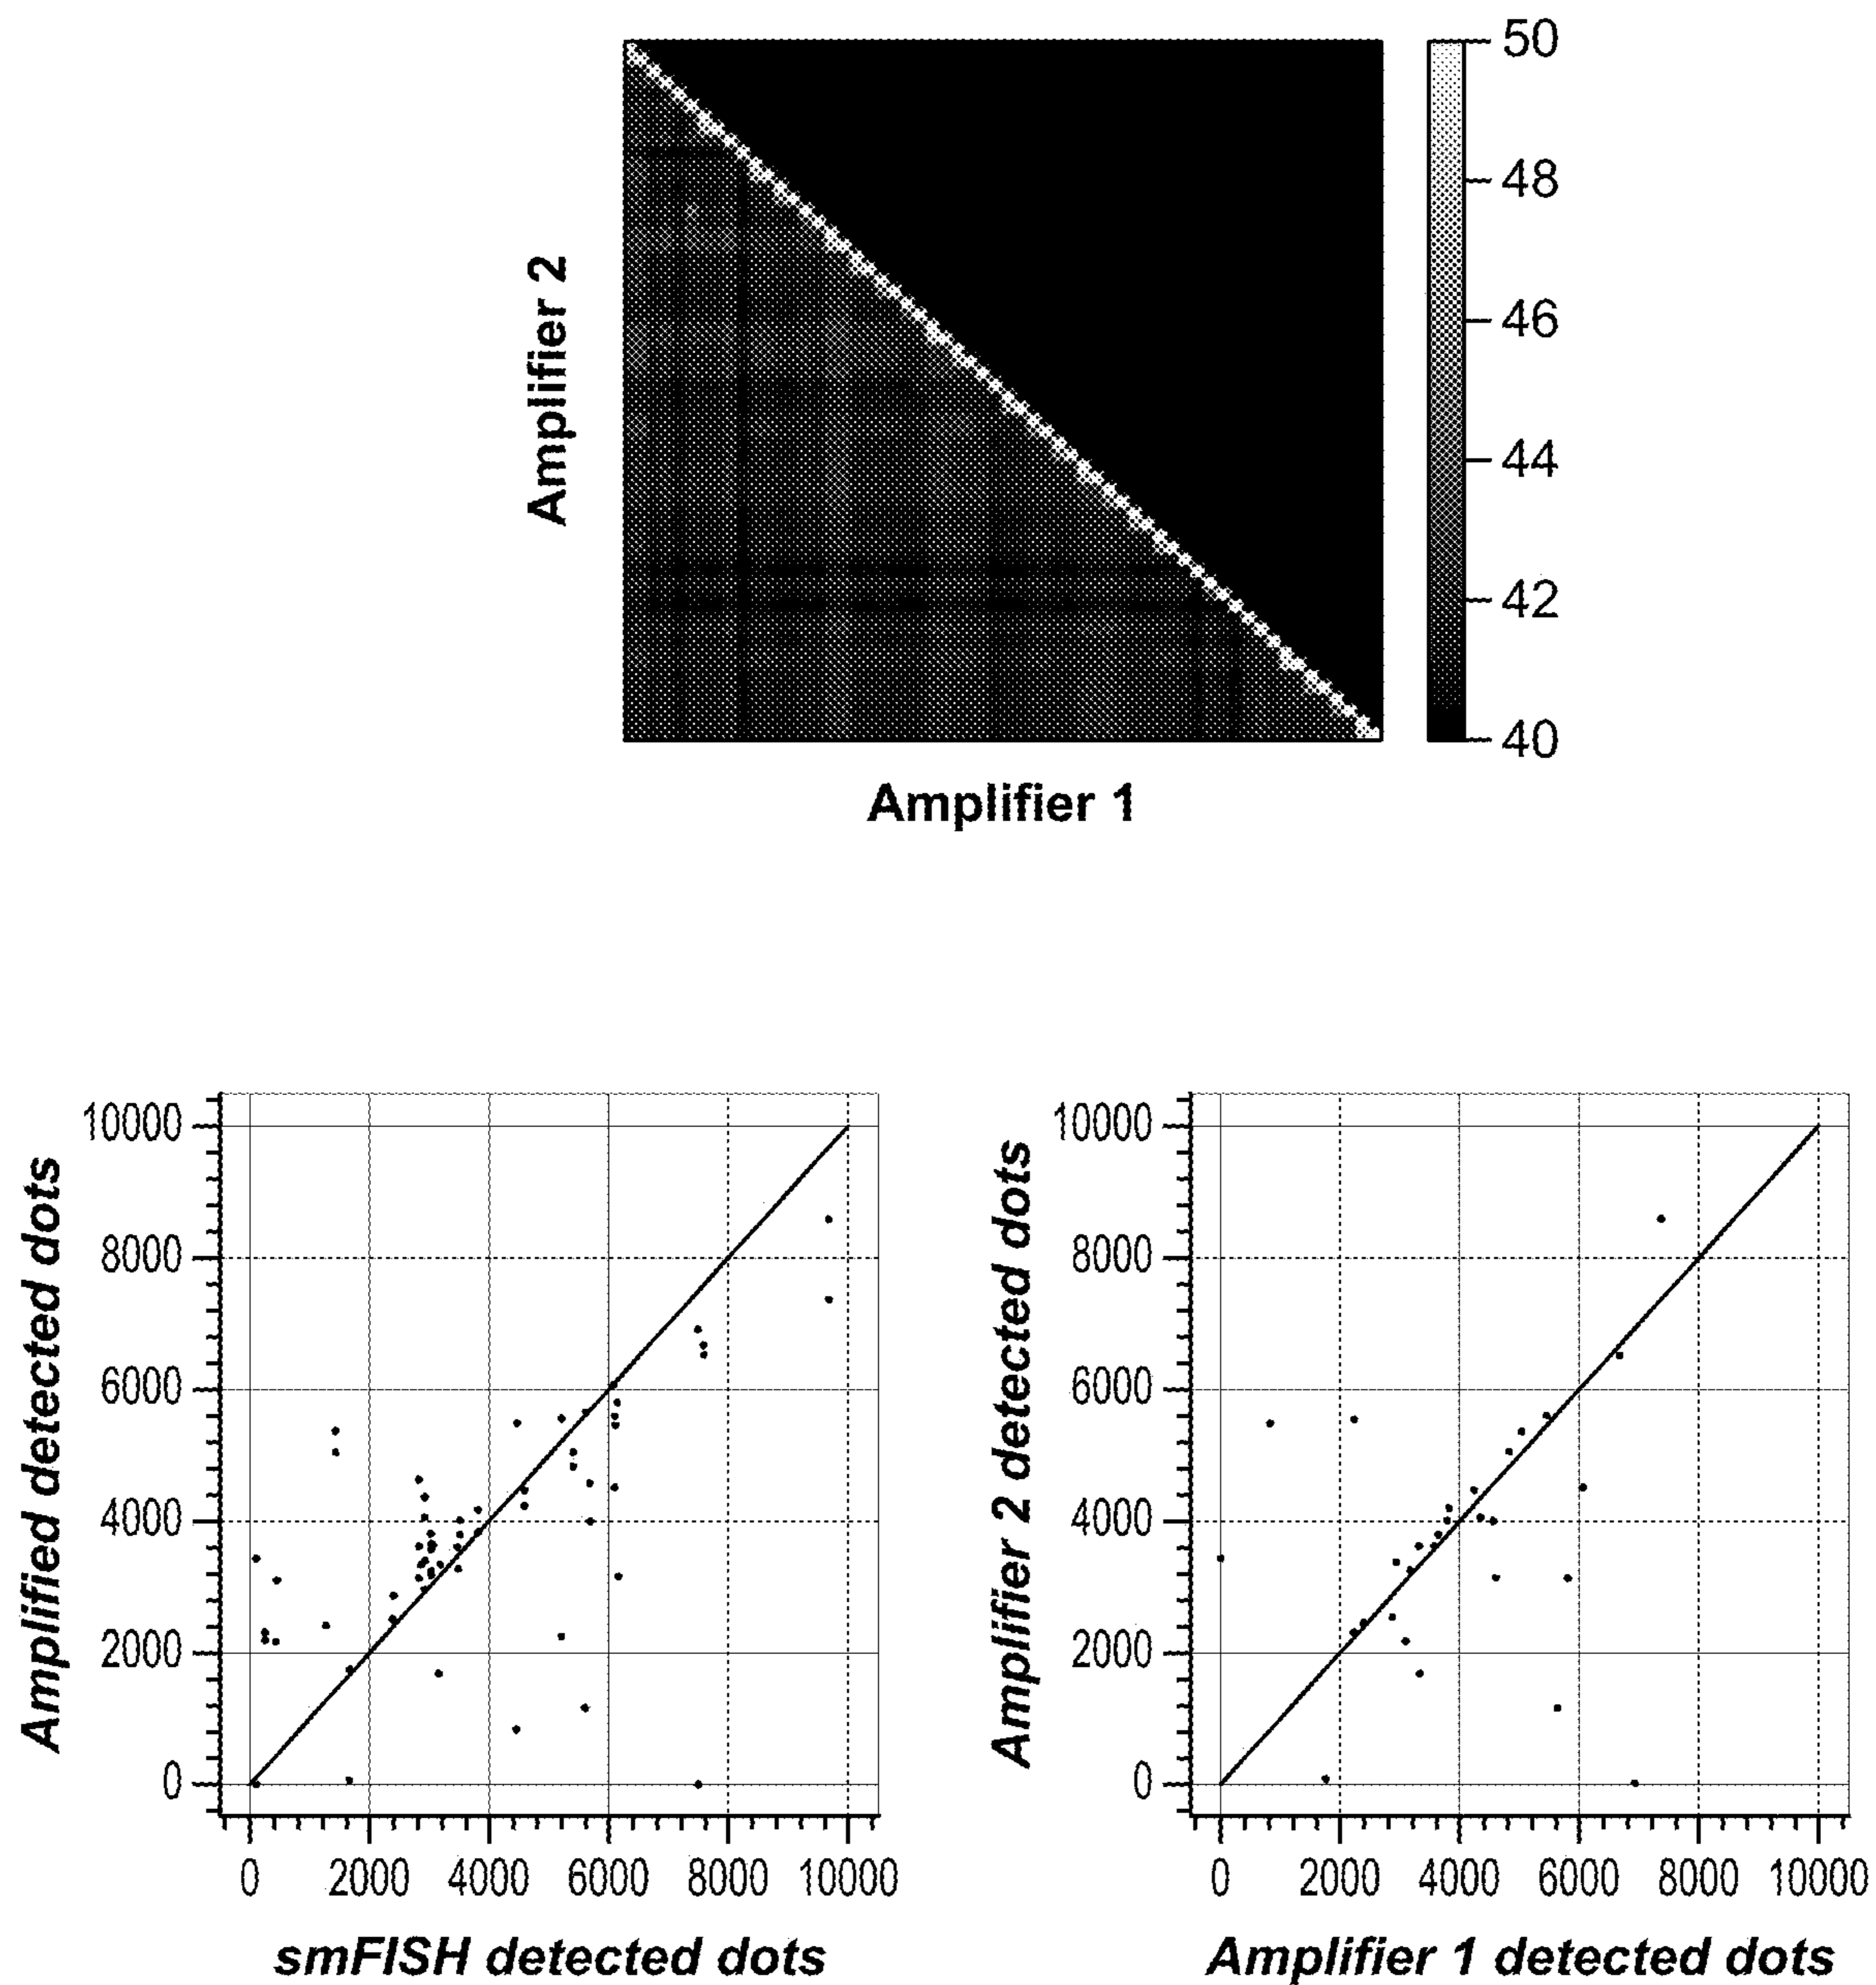 50
48
46
44
42
40
Amplifier 2
Amplifier 1
10000
8000
6000
4000
2000
0
Amplified detected dots
0 2000 4000 6000 8000 10000
smFISH detected dots
10000
8000
6000
4000
2000
0
Amplifier 2 detected dots
0 2000 4000 6000 8000 10000
Amplifier 1 detected dots